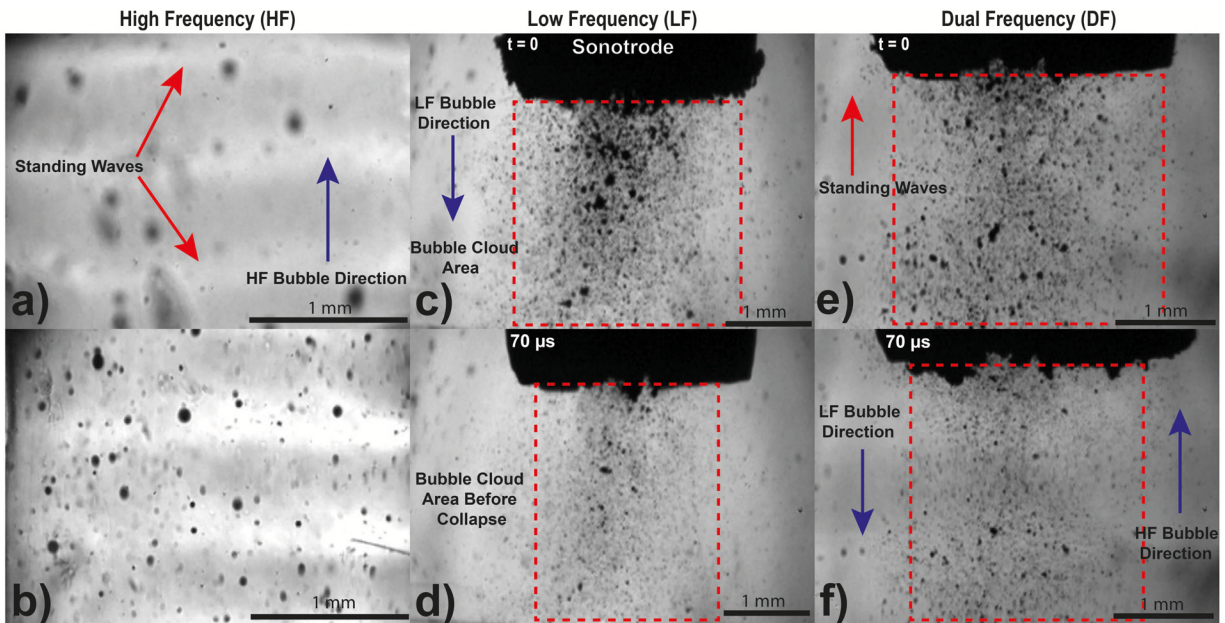 High Frequency (HF)
Low Frequency (LF)
Dual Frequency (DF)
Standing Waves
HF Bubble Direction
a)
1 mm
b)
1 mm
t = 0
Sonotrode
LF Bubble
Direction
Bubble Cloud
Area
c)
1 mm
70 µs
Bubble Cloud
Area Before
Collapse
d)
1 mm
t = 0
Standing Waves
e)
1 mm
70 µs
LF Bubble
Direction
HF Bubble
Direction
f)
1 mm